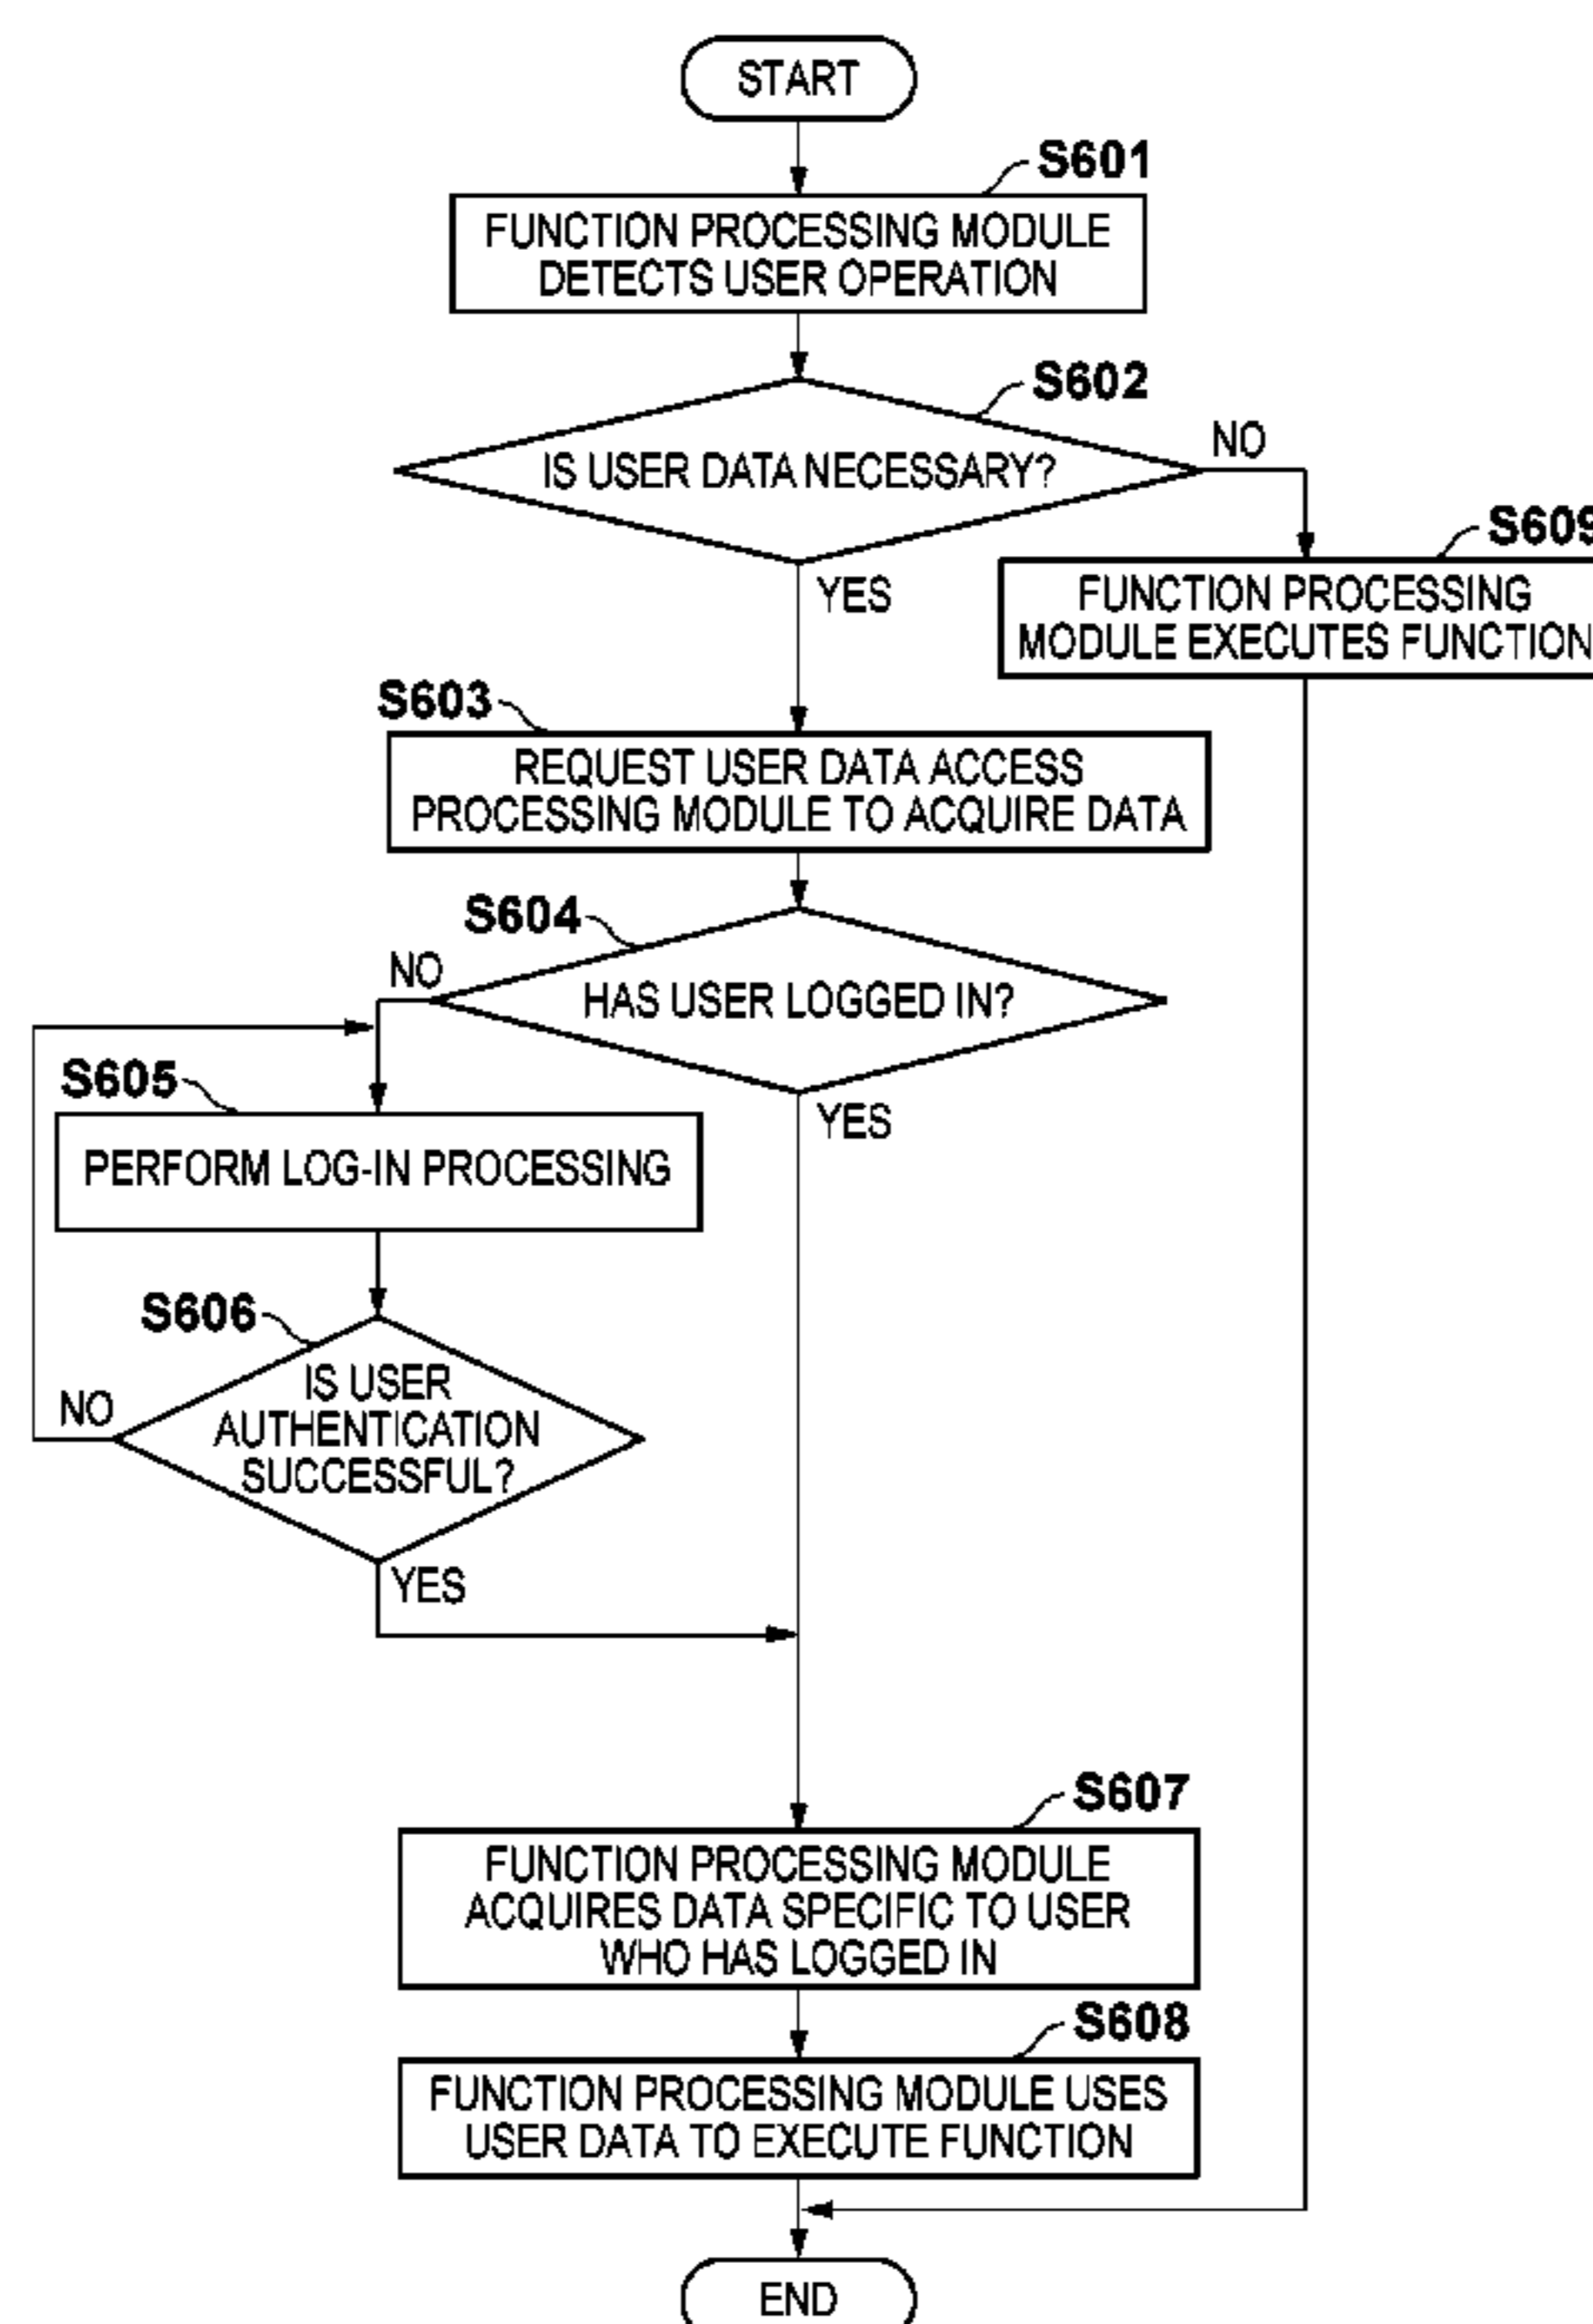 START
S601
FUNCTION PROCESSING MODULE
DETECTS USER OPERATION
S602
IS USER DATA NECESSARY?
NO
YES
S609
FUNCTION PROCESSING
MODULE EXECUTES FUNCTION
S603
REQUEST USER DATA ACCESS
PROCESSING MODULE TO ACQUIRE DATA
S604
NO
HAS USER LOGGED IN?
YES
S605
PERFORM LOG-IN PROCESSING
S606
IS USER
AUTHENTICATION
SUCCESSFUL?
NO
YES
S607
FUNCTION PROCESSING MODULE
ACQUIRES DATA SPECIFIC TO USER
WHO HAS LOGGED IN
S608
FUNCTION PROCESSING MODULE USES
USER DATA TO EXECUTE FUNCTION
END